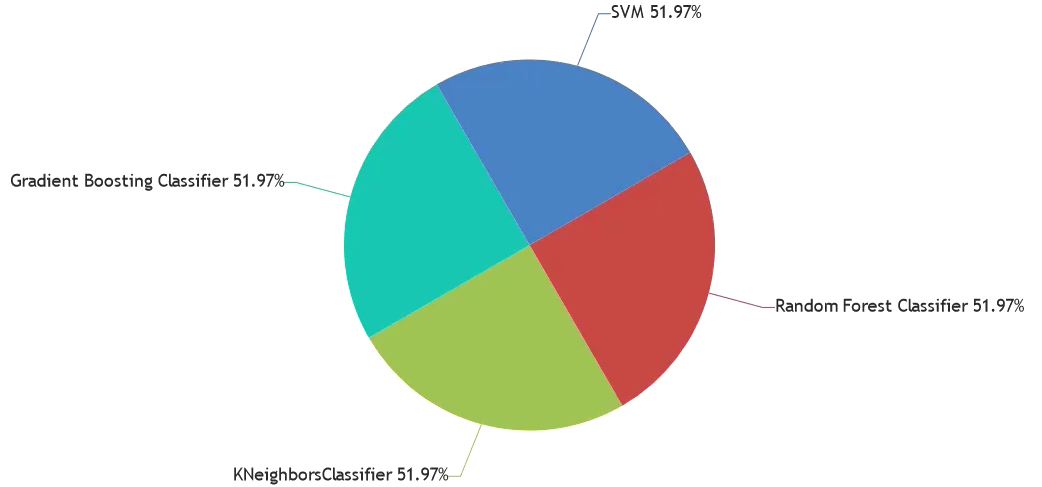 SVM 51.97%
Gradient Boosting Classifier 51.97%
Random Forest Classifier 51.97%
KNeighborsClassifier 51.97%